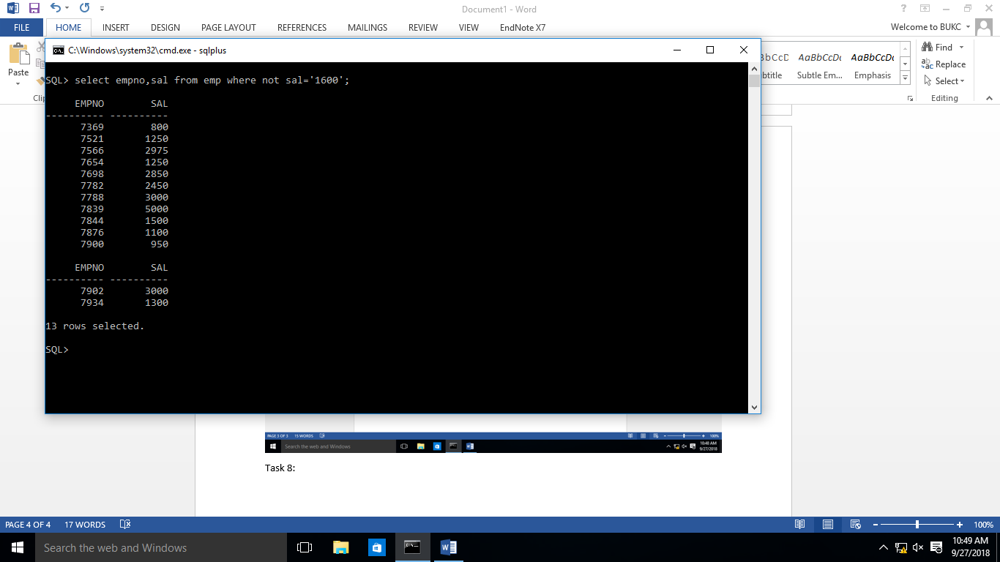 Document1 - Word
FILE HOME INSERT DESIGN PAGE LAYOUT REFERENCES MAILINGS REVIEW VIEW EndNote X7 Welcome to BUKC
C:\Windows\system32\cmd.exe - sqlplus
Paste
Clip
btitle Subtle Em... Emphasis
AaBbCcDc AaBbCcDc
Find
Replace
Select
Editing
SQL> select empno,sal from emp where not sal='1600';
EMPNO SAL
---------- ----------
7369 800
7521 1250
7566 2975
7654 1250
7698 2850
7782 2450
7788 3000
7839 5000
7844 1500
7876 1100
7900 950
EMPNO SAL
---------- ----------
7902 3000
7934 1300
13 rows selected.
SQL>
PAGE 3 OF 3 15 WORDS 100%
Search the web and Windows 10:48 AM
9/27/2018
Task 8:
PAGE 4 OF 4 17 WORDS 100%
Search the web and Windows 10:49 AM
9/27/2018